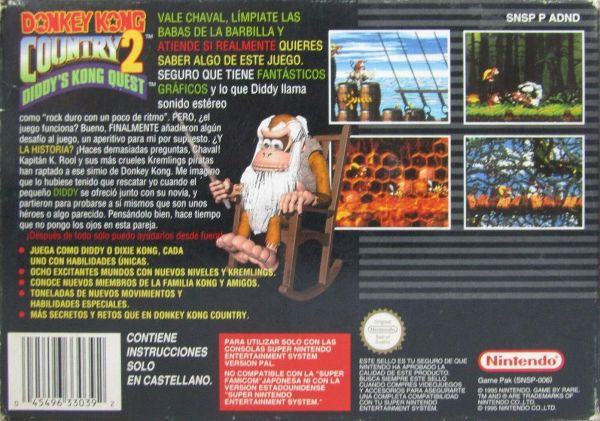 DONKEY KONG
COUNTRY 2™
DIDDY'S KONG QUEST™
SNSP P ADND
VALE CHAVAL, LÍMPIATE LAS
BABAS DE LA BARBILLA Y
ATIENDE SI REALMENTE QUIERES
SABER ALGO DE ESTE JUEGO.
SEGURO QUE TIENE FANTÁSTICOS
GRÁFICOS y lo que Diddy llama
sonido estéreo
como "rock duro con un poco de ritmo". PERO, ¿el
juego funciona? Bueno, FINALMENTE añadieron algún
desafío al juego, un aperitivo para mí por supuesto. ¿Y
LA HISTORIA? ¡Haces demasiadas preguntas, Chaval!
Kapitán K. Rool y sus más crueles Kremlings piratas
han raptado a ese simio de Donkey Kong. Me imagino
que lo hubiese tenido que rescatar yo cuando el
pequeño DIDDY se ofreció junto con su novia, y
partieron para probarse a sí mismos que son unos
héroes o algo parecido. Pensándolo bien, hace tiempo
que no pongo los ojos en esta pareja.
¡Después de todo sólo puedo ayudarlos desde fuera!
• JUEGA COMO DIDDY O DIXIE KONG, CADA
UNO CON HABILIDADES ÚNICAS.
• OCHO EXCITANTES MUNDOS CON NUEVOS NIVELES Y KREMLINGS.
• CONOCE NUEVOS MIEMBROS DE LA FAMILIA KONG Y AMIGOS.
• TONELADAS DE NUEVOS MOVIMIENTOS Y
HABILIDADES ESPECIALES.
• MÁS SECRETOS Y RETOS QUE EN DONKEY KONG COUNTRY.
0 45496 33039 2
CONTIENE
INSTRUCCIONES
SOLO
EN CASTELLANO.
PARA UTILIZAR SOLO CON LAS
CONSOLAS SUPER NINTENDO
ENTERTAINMENT SYSTEM
VERSION PAL.
NO COMPATIBLE CON LA "SUPER
FAMICOM" JAPONESA NI CON LA
VERSION ESTADOUNIDENSE
"SUPER NINTENDO
ENTERTAINMENT SYSTEM."
Original
Nintendo
Seal of
Quality
ESTE SELLO ES TU SEGURO DE QUE
NINTENDO HA APROBADO LA
CALIDAD DE ESTE PRODUCTO.
BUSCA SIEMPRE ESTE SELLO
CUANDO COMPRES VIDEOJUEGOS
Y ACCESORIOS PARA ASEGURARTE
UNA COMPLETA COMPATIBILIDAD
CON TU SUPER NINTENDO
ENTERTAINMENT SYSTEM.
Nintendo®
Game Pak (SNSP-006)
© 1995 NINTENDO, GAME BY RARE.
™ AND ® ARE TRADEMARKS OF
NINTENDO CO., LTD.
© 1995 NINTENDO CO., LTD.